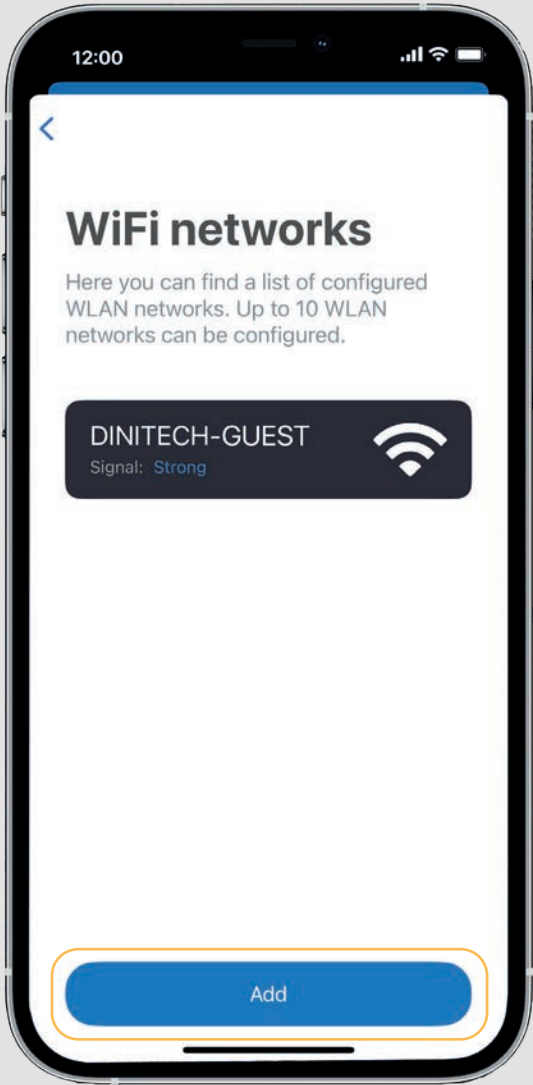 12:00
WiFi networks
Here you can find a list of configured
WLAN networks. Up to 10 WLAN
networks can be configured.
DINITECH-GUEST
Signal: Strong
Add